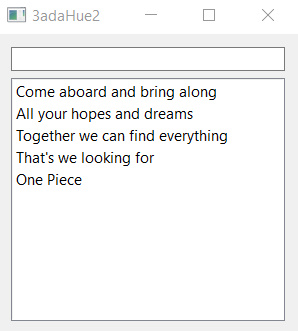 3adaHue2
Come aboard and bring along
All your hopes and dreams
Together we can find everything
That's we looking for
One Piece